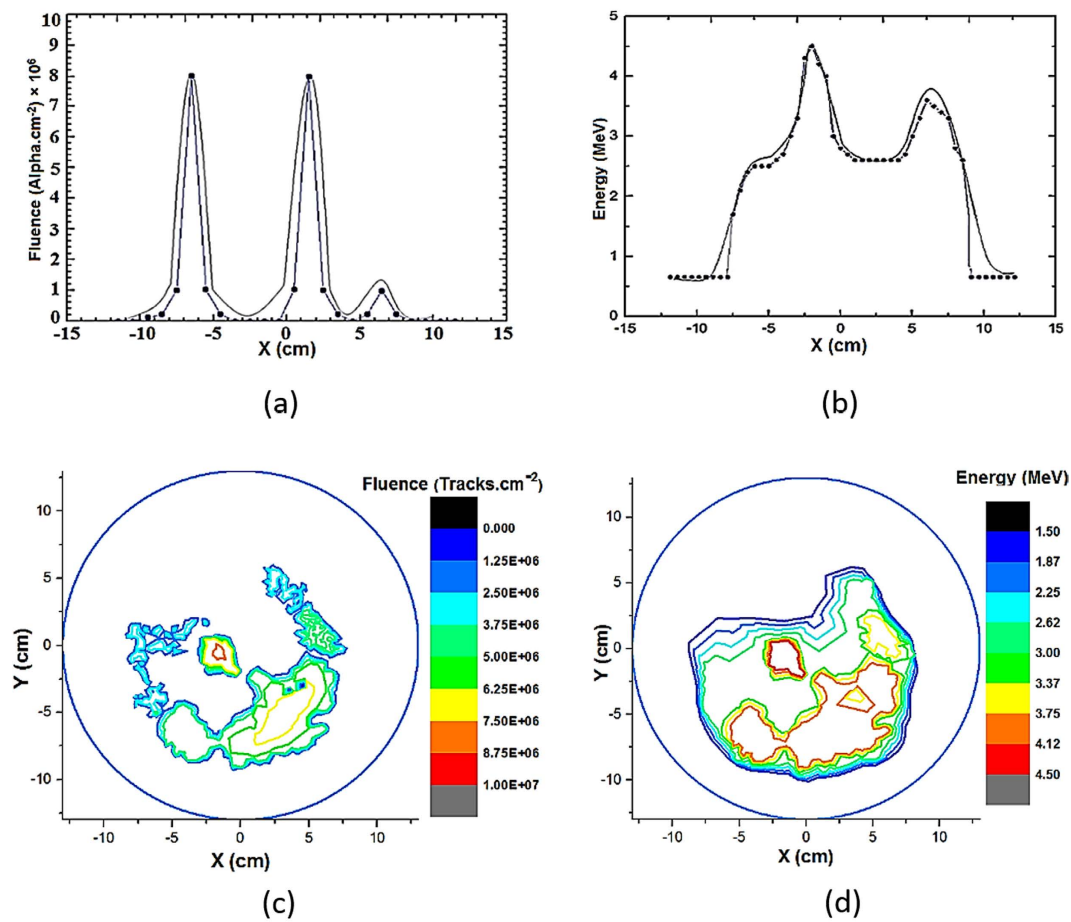 Fluence (Alpha.cm⁻²) × 10⁶
10
9
8
7
6
5
4
3
2
1
0
-15 -10 -5 0 5 10 15
X (cm)
(a)
Energy (MeV)
5
4
3
2
1
0
-15 -10 -5 0 5 10 15
X (cm)
(b)
Fluence (Tracks.cm⁻²)
0.000
1.25E+06
2.50E+06
3.75E+06
5.00E+06
6.25E+06
7.50E+06
8.75E+06
1.00E+07
Y (cm)
10
5
0
-5
-10
-10 -5 0 5 10
X (cm)
(c)
Energy (MeV)
1.50
1.87
2.25
2.62
3.00
3.37
3.75
4.12
4.50
Y (cm)
10
5
0
-5
-10
-10 -5 0 5 10
X (cm)
(d)